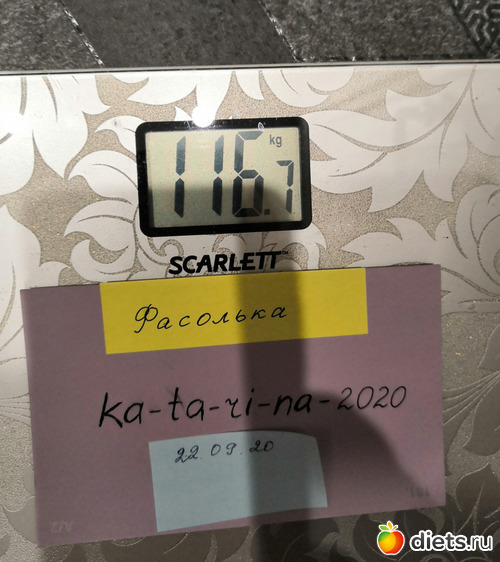 116.7 kg
SCARLETT
Фасолька
ka-ta-ri-na-2020
22.09.20
diets.ru